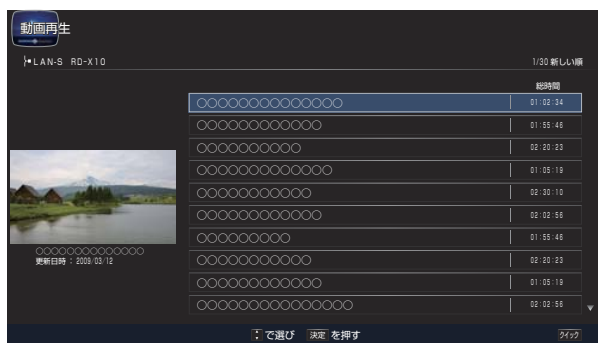 動画再生
LAN-S RD-X10
1/30 新しい順
総時間
○○○○○○○○○○○○○○ 01:02:34
○○○○○○○○○○○○ 01:55:46
○○○○○○○○○○ 02:20:23
○○○○○○○○○○○○○ 01:05:19
○○○○○○○○○○○ 02:30:10
○○○○○○○○○○○○ 02:02:56
○○○○○○○○○ 01:55:46
○○○○○○○○○○○ 02:20:23
○○○○○○○○○○○○ 01:05:19
○○○○○○○○○○○○○○○ 02:02:56
○○○○○○○○○○○○○○
更新日時：2009/03/12
で選び 決定 を押す
クイック